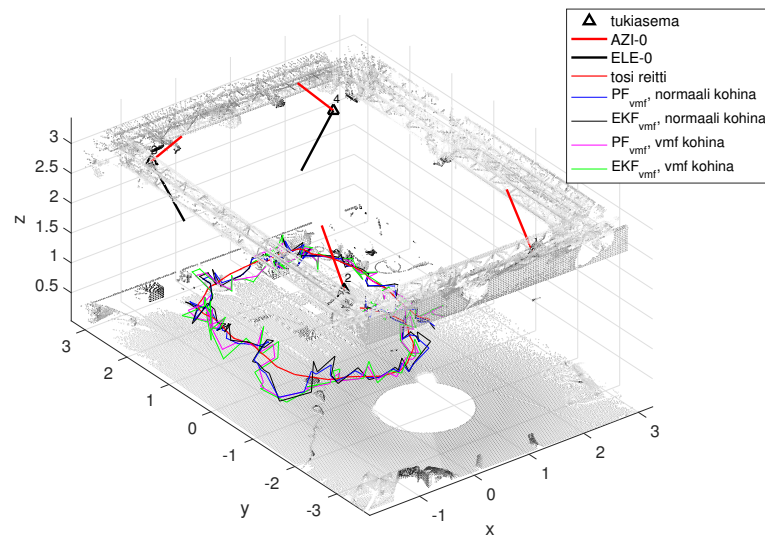 tukiasema
AZI-0
ELE-0
tosi reitti
PFvmf, normaali kohina
EKFvmf, normaali kohina
PFvmf, vmf kohina
EKFvmf, vmf kohina
4
2
z
3
2.5
2
1.5
1
0.5
3
2
1
0
-1
-2
-3
y
-1
0
1
2
3
x